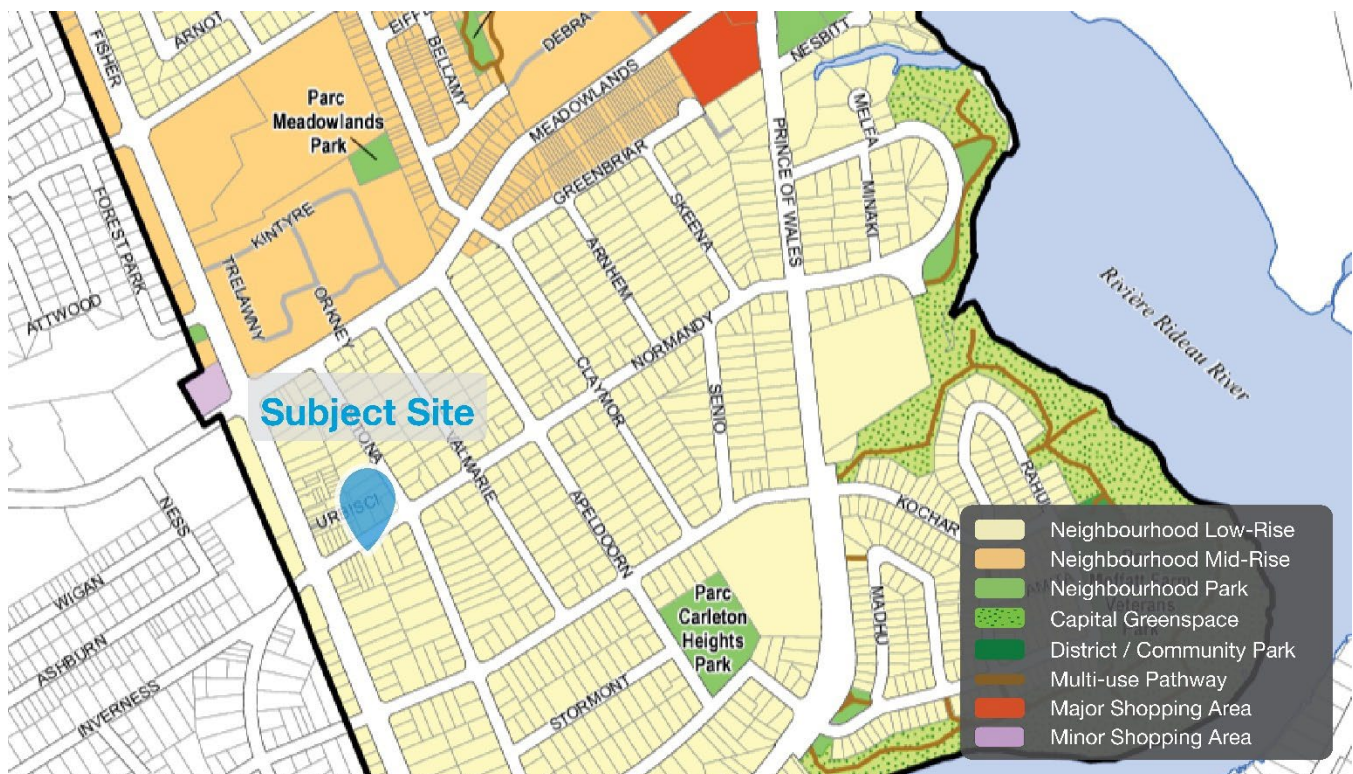 FISHER
ARNOT
BELLAMY
DEBRA
NESBITT
MEADOWLANDS
Parc
Meadowlands
Park
MELEA
PRINCE OF WALES
GREENBRIAR
FOREST PARK
SKEENA
MINAKI
KINTYRE
ARNHEM
TRELAWNY
ORKNEY
ATTWOOD
Rivière Rideau River
NORMANDY
CLAYMOR
SENIO
Subject Site
VALMARIE
APELDOORN
NESS
RAHUL
KOCHAR
WIGAN
ASHBURN
INVERNESS
Parc
Carleton
Heights
Park
MADHU
STORMONT
Neighbourhood Low-Rise
Neighbourhood Mid-Rise
Neighbourhood Park
Capital Greenspace
District / Community Park
Multi-use Pathway
Major Shopping Area
Minor Shopping Area